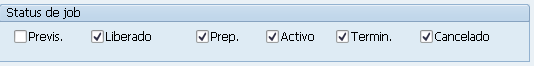 Status de job
Previs. Liberado Prep. Activo Termin. Cancelado